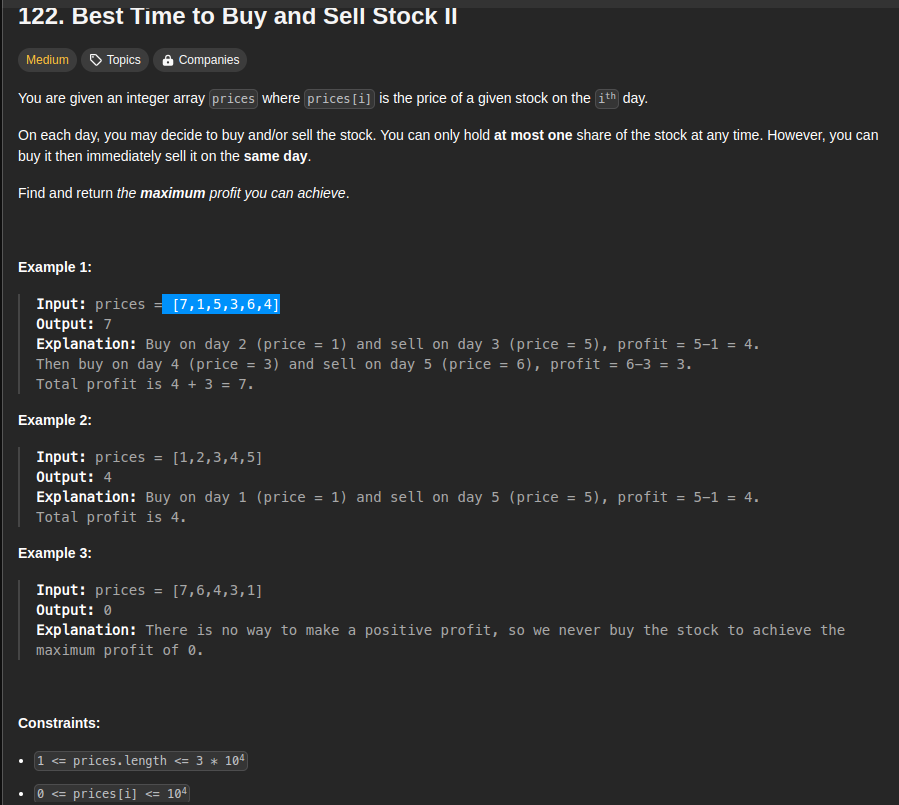 122. Best Time to Buy and Sell Stock II
Medium Topics Companies
You are given an integer array prices where prices[i] is the price of a given stock on the ith day.
On each day, you may decide to buy and/or sell the stock. You can only hold at most one share of the stock at any time. However, you can
buy it then immediately sell it on the same day.
Find and return the maximum profit you can achieve.
Example 1:
Input: prices = [7,1,5,3,6,4]
Output: 7
Explanation: Buy on day 2 (price = 1) and sell on day 3 (price = 5), profit = 5-1 = 4.
Then buy on day 4 (price = 3) and sell on day 5 (price = 6), profit = 6-3 = 3.
Total profit is 4 + 3 = 7.
Example 2:
Input: prices = [1,2,3,4,5]
Output: 4
Explanation: Buy on day 1 (price = 1) and sell on day 5 (price = 5), profit = 5-1 = 4.
Total profit is 4.
Example 3:
Input: prices = [7,6,4,3,1]
Output: 0
Explanation: There is no way to make a positive profit, so we never buy the stock to achieve the
maximum profit of 0.
Constraints:
• 1 <= prices.length <= 3 * 10⁴
• 0 <= prices[i] <= 10⁴